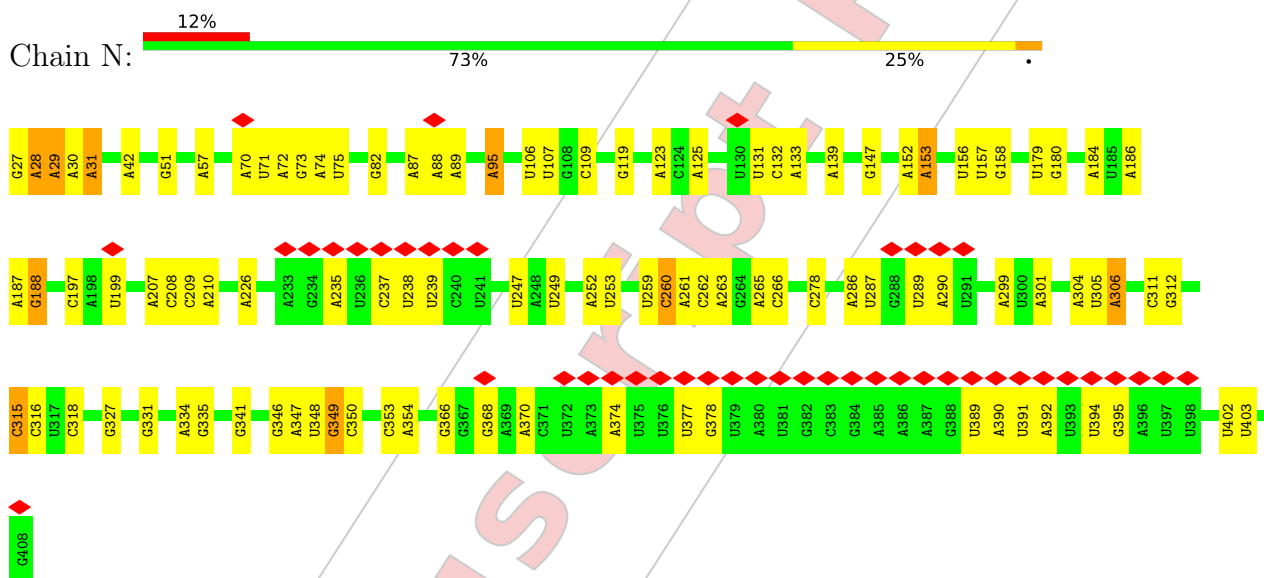 12%
Chain N:
73% 25% •
G27 A28 A29 A30 A31 A42 G51 A57 A70 U71 A72 G73 A74 U75 G82 A87 A88 A89 A95 U106 U107 G108 C109 G119 A123 C124 A125 U130 U131 C132 A133 A139 G147 A152 A153 U156 U157 G158 U179 G180 A184 U185 A186
A187 G188 C197 A198 U199 A207 C208 C209 A210 A226 A233 G234 A235 U236 C237 U238 U239 C240 U241 U247 A248 U249 A252 U253 U259 C260 A261 C262 A263 G264 A265 C266 C278 A286 U287 G288 U289 A290 U291 A299 U300 A301 A304 U305 A306 C311 G312
C315 C316 U317 C318 G327 G331 A334 G335 G341 G346 A347 U348 G349 C350 C353 A354 G366 G367 G368 A369 A370 C371 U372 A373 A374 U375 U376 U377 G378 U379 A380 U381 G382 C383 G384 A385 A386 A387 G388 U389 A390 U391 A392 U393 U394 G395 A396 U397 U398 U402 U403
G408